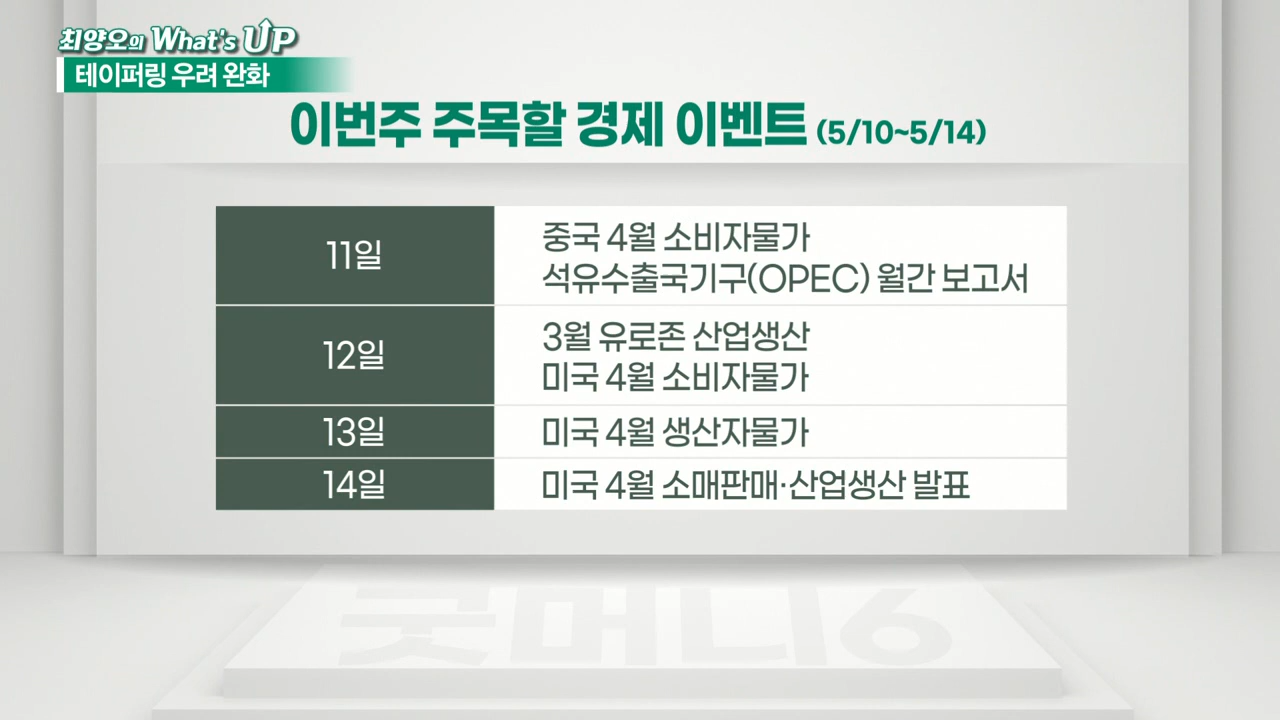 최양오의 What's UP
테이퍼링 우려 완화
이번주 주목할 경제 이벤트 (5/10~5/14)
11일
중국 4월 소비자물가
석유수출국기구(OPEC) 월간 보고서
12일
3월 유로존 산업생산
미국 4월 소비자물가
13일
미국 4월 생산자물가
14일
미국 4월 소매판매·산업생산 발표
굿머니6